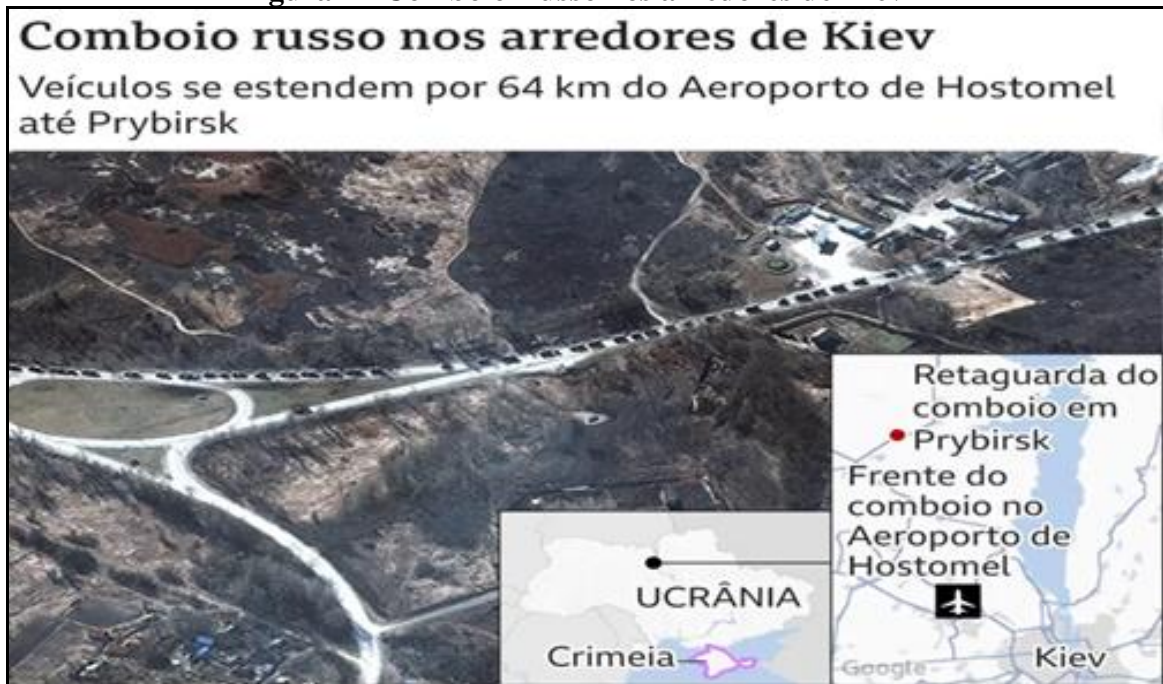 Comboio russo nos arredores de Kiev
Veículos se estendem por 64 km do Aeroporto de Hostomel
até Prybirsk
Retaguarda do
comboio em
Prybirsk
Frente do
comboio no
Aeroporto de
Hostomel
UCRÂNIA
Crimeia
Google
Kiev